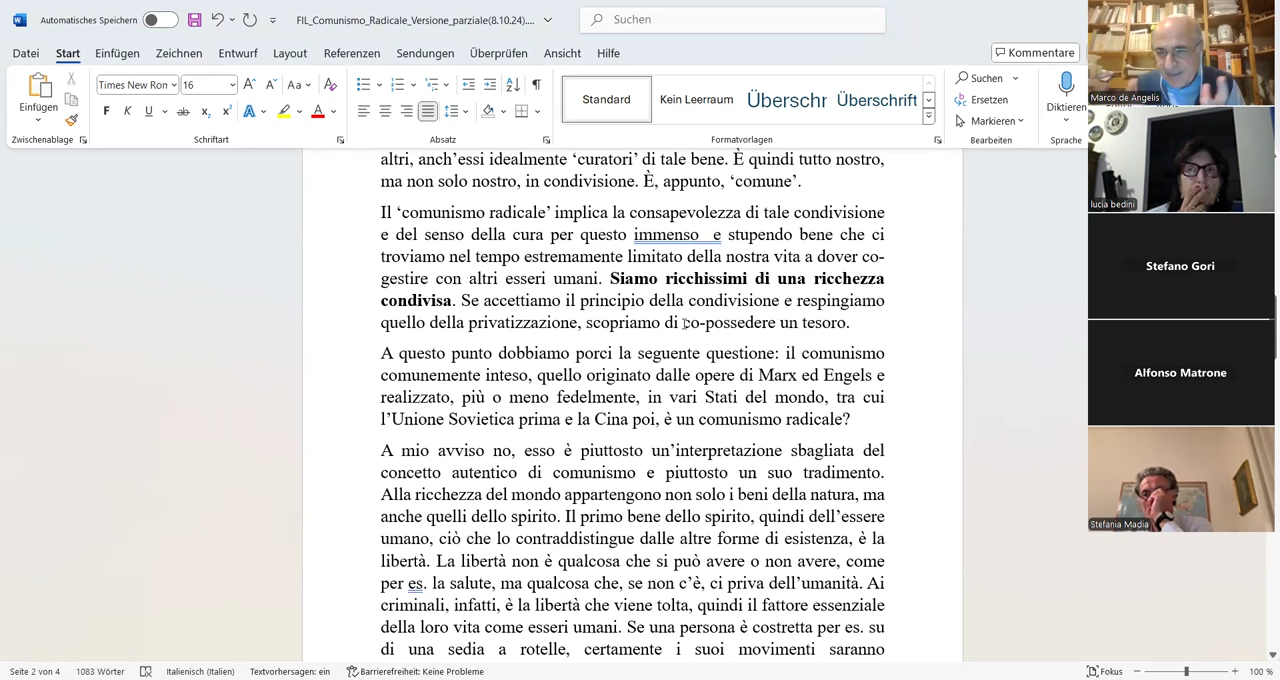 Automatisches Speichern
FIL_Comunismo_Radicale_Versione_parziale(8.10.24)....
Suchen
Datei Start Einfügen Zeichnen Entwurf Layout Referenzen Sendungen Überprüfen Ansicht Hilfe
Kommentare
Einfügen
Times New Ron 16
Aa
F K U ab x₂ x² A A
Standard
Kein Leerraum
Überschr
Überschrift
Suchen
Ersetzen
Markieren
Diktieren
Zwischenablage
Schriftart
Absatz
Formatvorlagen
Bearbeiten
Sprache
altri, anch’essi idealmente ‘curatori’ di tale bene. È quindi tutto nostro,
ma non solo nostro, in condivisione. È, appunto, ‘comune’.
Il ‘comunismo radicale’ implica la consapevolezza di tale condivisione
e del senso della cura per questo immenso e stupendo bene che ci
troviamo nel tempo estremamente limitato della nostra vita a dover co-
gestire con altri esseri umani. Siamo ricchissimi di una ricchezza
condivisa. Se accettiamo il principio della condivisione e respingiamo
quello della privatizzazione, scopriamo di co-possedere un tesoro.
A questo punto dobbiamo porci la seguente questione: il comunismo
comunemente inteso, quello originato dalle opere di Marx ed Engels e
realizzato, più o meno fedelmente, in vari Stati del mondo, tra cui
l’Unione Sovietica prima e la Cina poi, è un comunismo radicale?
A mio avviso no, esso è piuttosto un’interpretazione sbagliata del
concetto autentico di comunismo e piuttosto un suo tradimento.
Alla ricchezza del mondo appartengono non solo i beni della natura, ma
anche quelli dello spirito. Il primo bene dello spirito, quindi dell’essere
umano, ciò che lo contraddistingue dalle altre forme di esistenza, è la
libertà. La libertà non è qualcosa che si può avere o non avere, come
per es. la salute, ma qualcosa che, se non c’è, ci priva dell’umanità. Ai
criminali, infatti, è la libertà che viene tolta, quindi il fattore essenziale
della loro vita come esseri umani. Se una persona è costretta per es. su
di una sedia a rotelle, certamente i suoi movimenti saranno
Marco de Angelis
lucia bedini
Stefano Gori
Alfonso Matrone
Stefania Madia
Seite 2 von 4
1083 Wörter
Italienisch (Italien)
Textvorhersagen: ein
Barrierefreiheit: Keine Probleme
Fokus
100 %